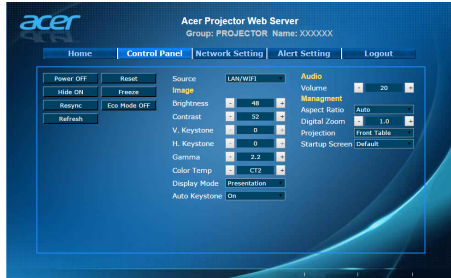 acer
Acer Projector Web Server
Group: PROJECTOR Name: XXXXXX
Home Control Panel Network Setting Alert Setting Logout
Power OFF Reset
Hide ON Freeze
Resync Eco Mode OFF
Refresh
Source LAN/WIFI
Image
Brightness - 48 +
Contrast - 52 +
V. Keystone - 0 +
H. Keystone - 0 +
Gamma - 2.2 +
Color Temp - CT2 +
Display Mode Presentation
Auto Keystone On
Audio
Volume - 20 +
Managment
Aspect Ratio Auto
Digital Zoom - 1.0 +
Projection Front Table
Startup Screen Default